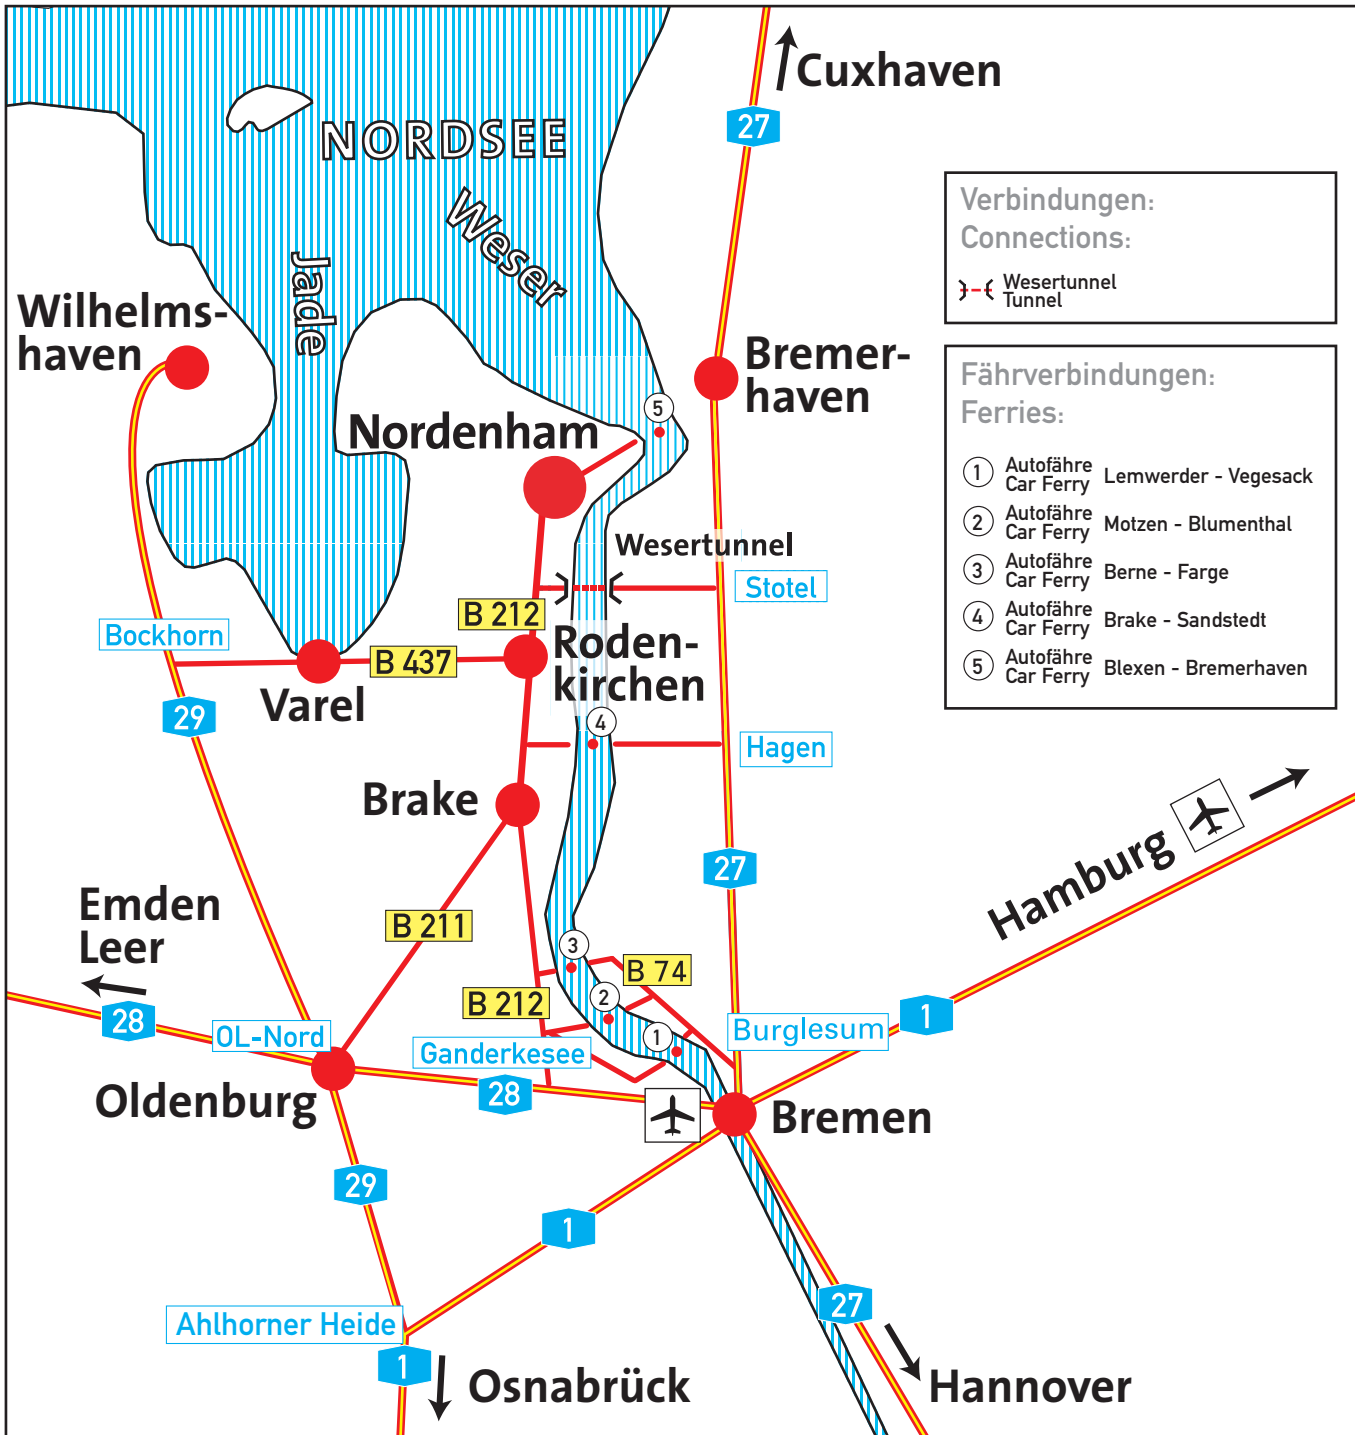 Cuxhaven
27
NORDSEE
Weser
Jade
Verbindungen:
Connections:
Wesertunnel
Tunnel
Wilhelms-
haven
Bremer-
haven
Fährverbindungen:
Ferries:
1 Autofähre
Car Ferry Lemwerder - Vegesack
2 Autofähre
Car Ferry Motzen - Blumenthal
3 Autofähre
Car Ferry Berne - Farge
4 Autofähre
Car Ferry Brake - Sandstedt
5 Autofähre
Car Ferry Blexen - Bremerhaven
5
Nordenham
Wesertunnel
Stotel
B 212
Bockhorn
B 437
Roden-
kirchen
Varel
29
4
Hagen
Brake
27
Hamburg
Emden
Leer
B 211
3
B 74
2
B 212
28
OL-Nord
1
Burglesum
1
Ganderkesee
28
Oldenburg
Bremen
29
1
27
Ahlhorner Heide
1
Osnabrück
Hannover